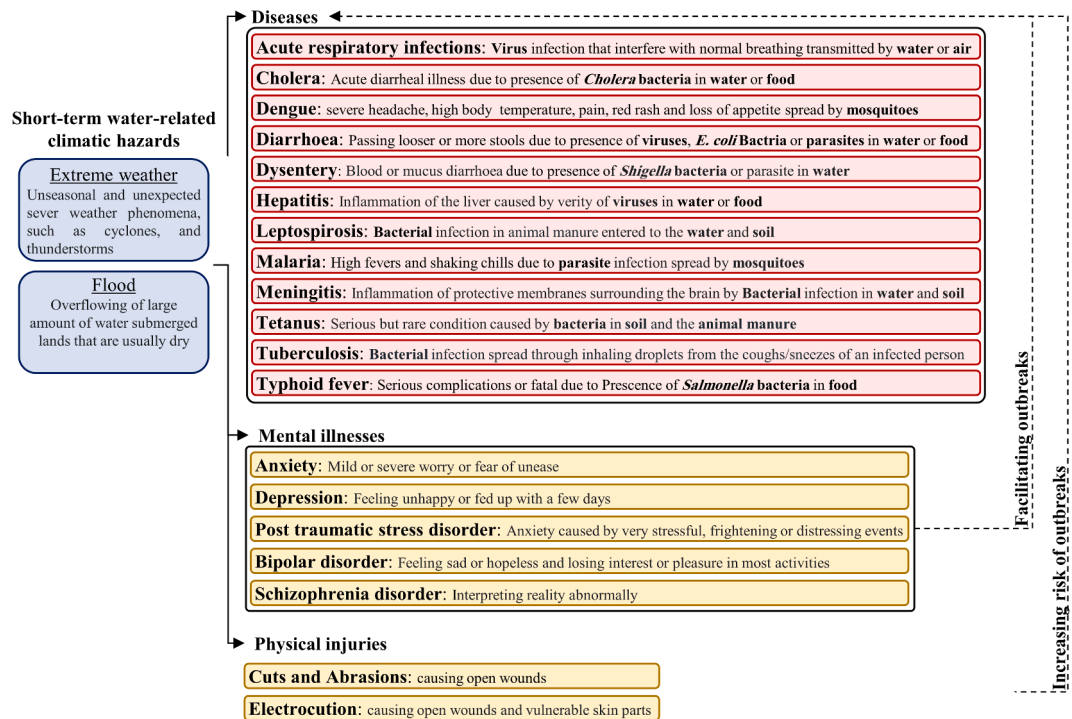 Diseases
Acute respiratory infections: Virus infection that interfere with normal breathing transmitted by water or air
Cholera: Acute diarrheal illness due to presence of Cholera bacteria in water or food
Dengue: severe headache, high body temperature, pain, red rash and loss of appetite spread by mosquitoes
Diarrhoea: Passing looser or more stools due to presence of viruses, E. coli Bactria or parasites in water or food
Dysentery: Blood or mucus diarrhoea due to presence of Shigella bacteria or parasite in water
Hepatitis: Inflammation of the liver caused by verity of viruses in water or food
Leptospirosis: Bacterial infection in animal manure entered to the water and soil
Malaria: High fevers and shaking chills due to parasite infection spread by mosquitoes
Meningitis: Inflammation of protective membranes surrounding the brain by Bacterial infection in water and soil
Tetanus: Serious but rare condition caused by bacteria in soil and the animal manure
Tuberculosis: Bacterial infection spread through inhaling droplets from the coughs/sneezes of an infected person
Typhoid fever: Serious complications or fatal due to Prescence of Salmonella bacteria in food
Short-term water-related
climatic hazards
Extreme weather
Unseasonal and unexpected
sever weather phenomena,
such as cyclones, and
thunderstorms
Flood
Overflowing of large
amount of water submerged
lands that are usually dry
Mental illnesses
Anxiety: Mild or severe worry or fear of unease
Depression: Feeling unhappy or fed up with a few days
Post traumatic stress disorder: Anxiety caused by very stressful, frightening or distressing events
Bipolar disorder: Feeling sad or hopeless and losing interest or pleasure in most activities
Schizophrenia disorder: Interpreting reality abnormally
Physical injuries
Cuts and Abrasions: causing open wounds
Electrocution: causing open wounds and vulnerable skin parts
Facilitating outbreaks
Increasing risk of outbreaks